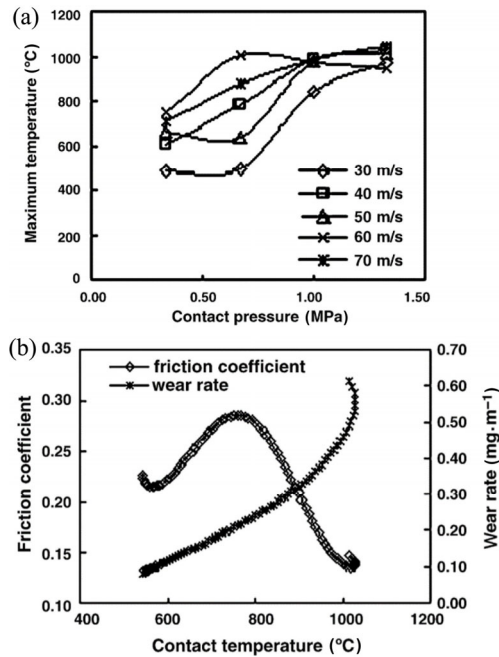 (a)
1200
1000
800
600
400
200
0
Maximum temperature (°C)
30 m/s
40 m/s
50 m/s
60 m/s
70 m/s
0.00 0.50 1.00 1.50
Contact pressure (MPa)
(b)
0.35
0.30
0.25
0.20
0.15
0.10
Friction coefficient
friction coefficient
wear rate
0.70
0.60
0.50
0.40
0.30
0.20
0.10
0.00
Wear rate (mg·m⁻¹)
400 600 800 1000 1200
Contact temperature (°C)